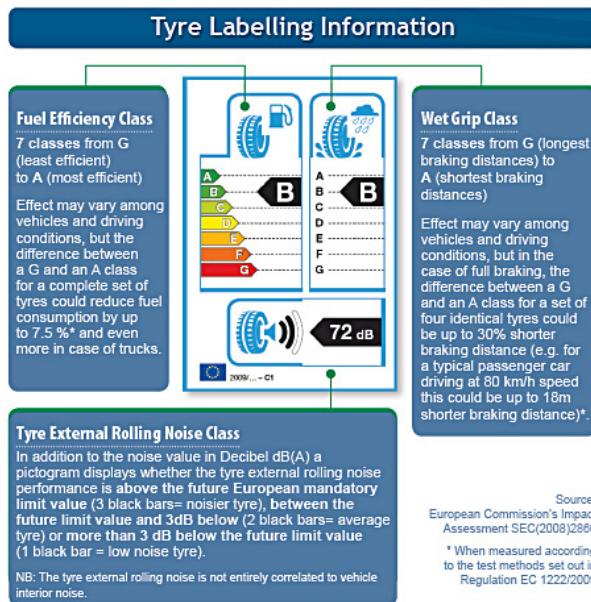 Tyre Labelling Information
Fuel Efficiency Class
7 classes from G
(least efficient)
to A (most efficient)
Effect may vary among
vehicles and driving
conditions, but the
difference between
a G and an A class
for a complete set of
tyres could reduce fuel
consumption by up
to 7.5 %* and even
more in case of trucks.
A
B
C
D
E
F
G
B
A
B
C
D
E
F
G
B
72 dB
2009/... – C1
Wet Grip Class
7 classes from G (longest
braking distances) to
A (shortest braking
distances)
Effect may vary among
vehicles and driving
conditions, but in the
case of full braking, the
difference between a G
and an A class for a set of
four identical tyres could
be up to 30% shorter
braking distance (e.g. for
a typical passenger car
driving at 80 km/h speed
this could be up to 18m
shorter braking distance)*.
Tyre External Rolling Noise Class
In addition to the noise value in Decibel dB(A) a
pictogram displays whether the tyre external rolling noise
performance is above the future European mandatory
limit value (3 black bars= noisier tyre), between the
future limit value and 3dB below (2 black bars= average
tyre) or more than 3 dB below the future limit value
(1 black bar = low noise tyre).
NB: The tyre external rolling noise is not entirely correlated to vehicle
interior noise.
Source
European Commission's Impac
Assessment SEC(2008)286
* When measured according
to the test methods set out i
Regulation EC 1222/200